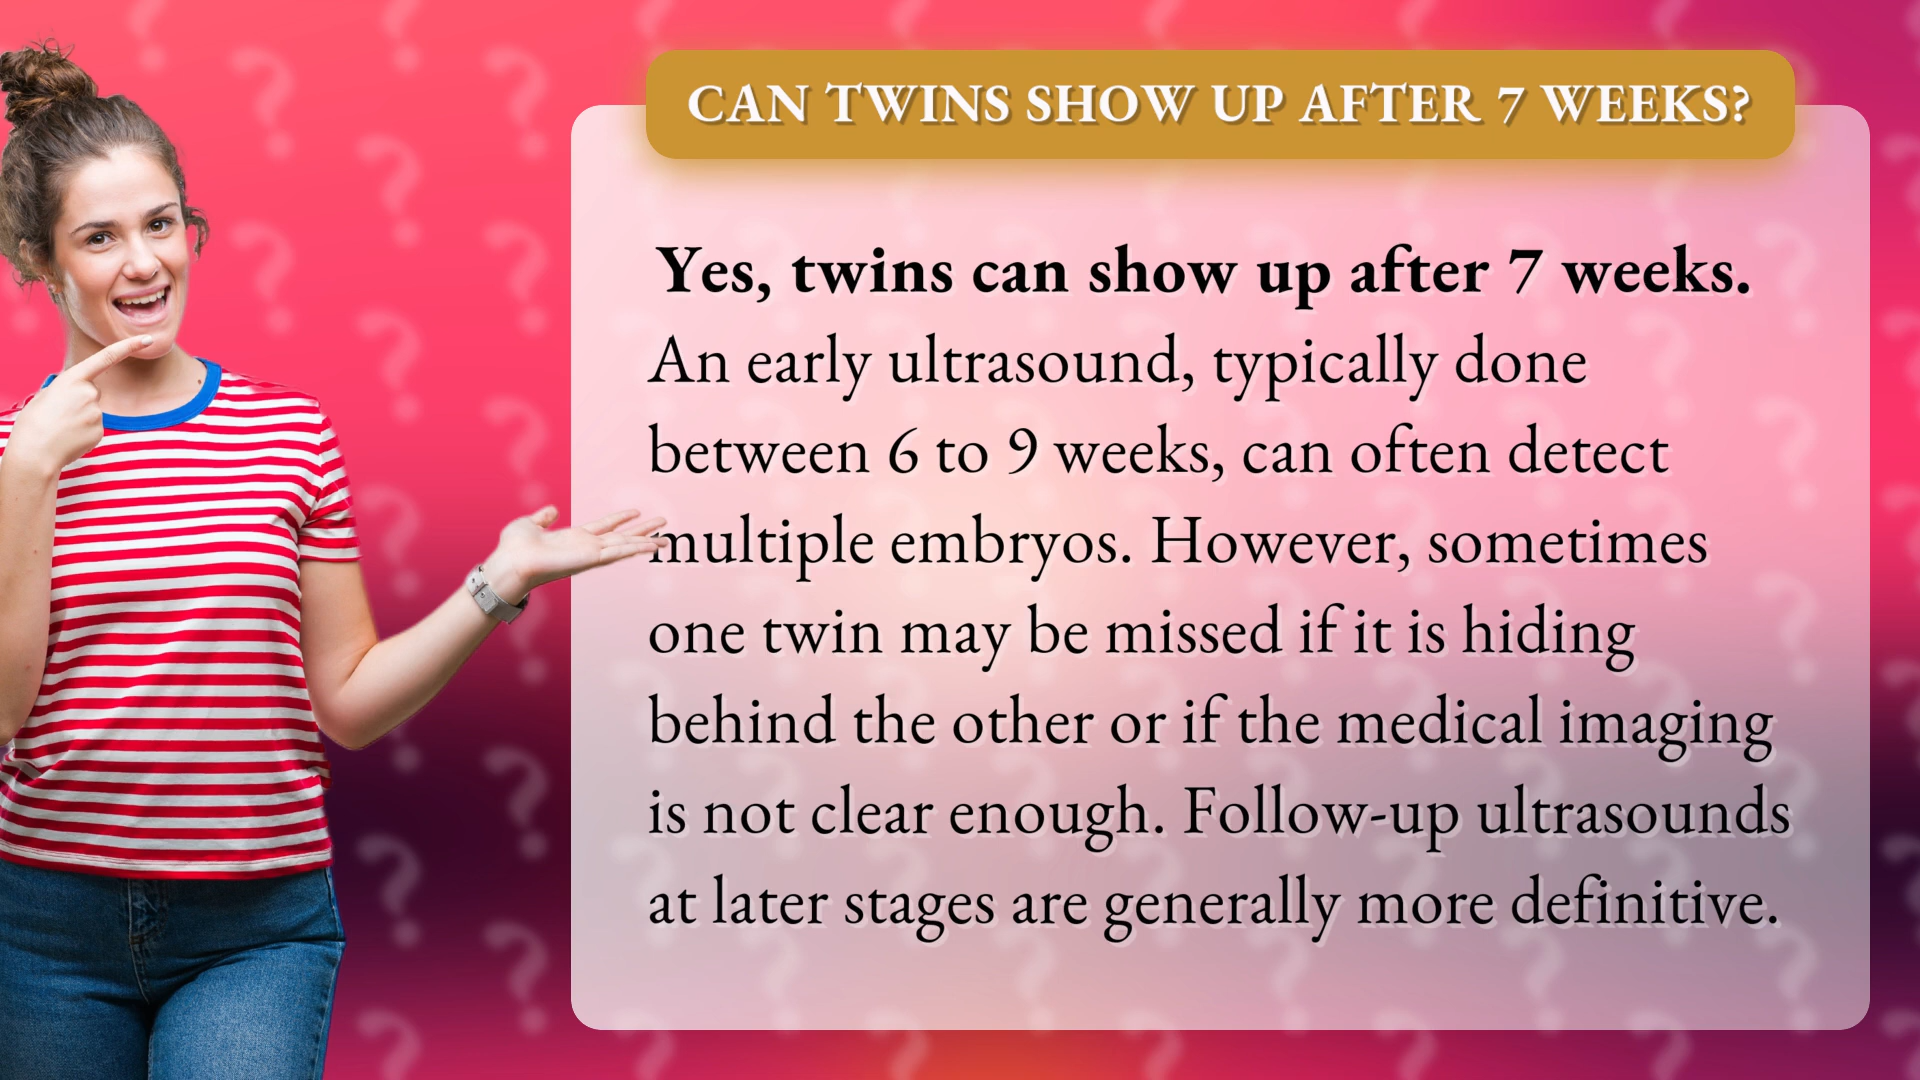 CAN TWINS SHOW UP AFTER 7 WEEKS?
Yes, twins can show up after 7 weeks.
An early ultrasound, typically done
between 6 to 9 weeks, can often detect
multiple embryos. However, sometimes
one twin may be missed if it is hiding
behind the other or if the medical imaging
is not clear enough. Follow-up ultrasounds
at later stages are generally more definitive.